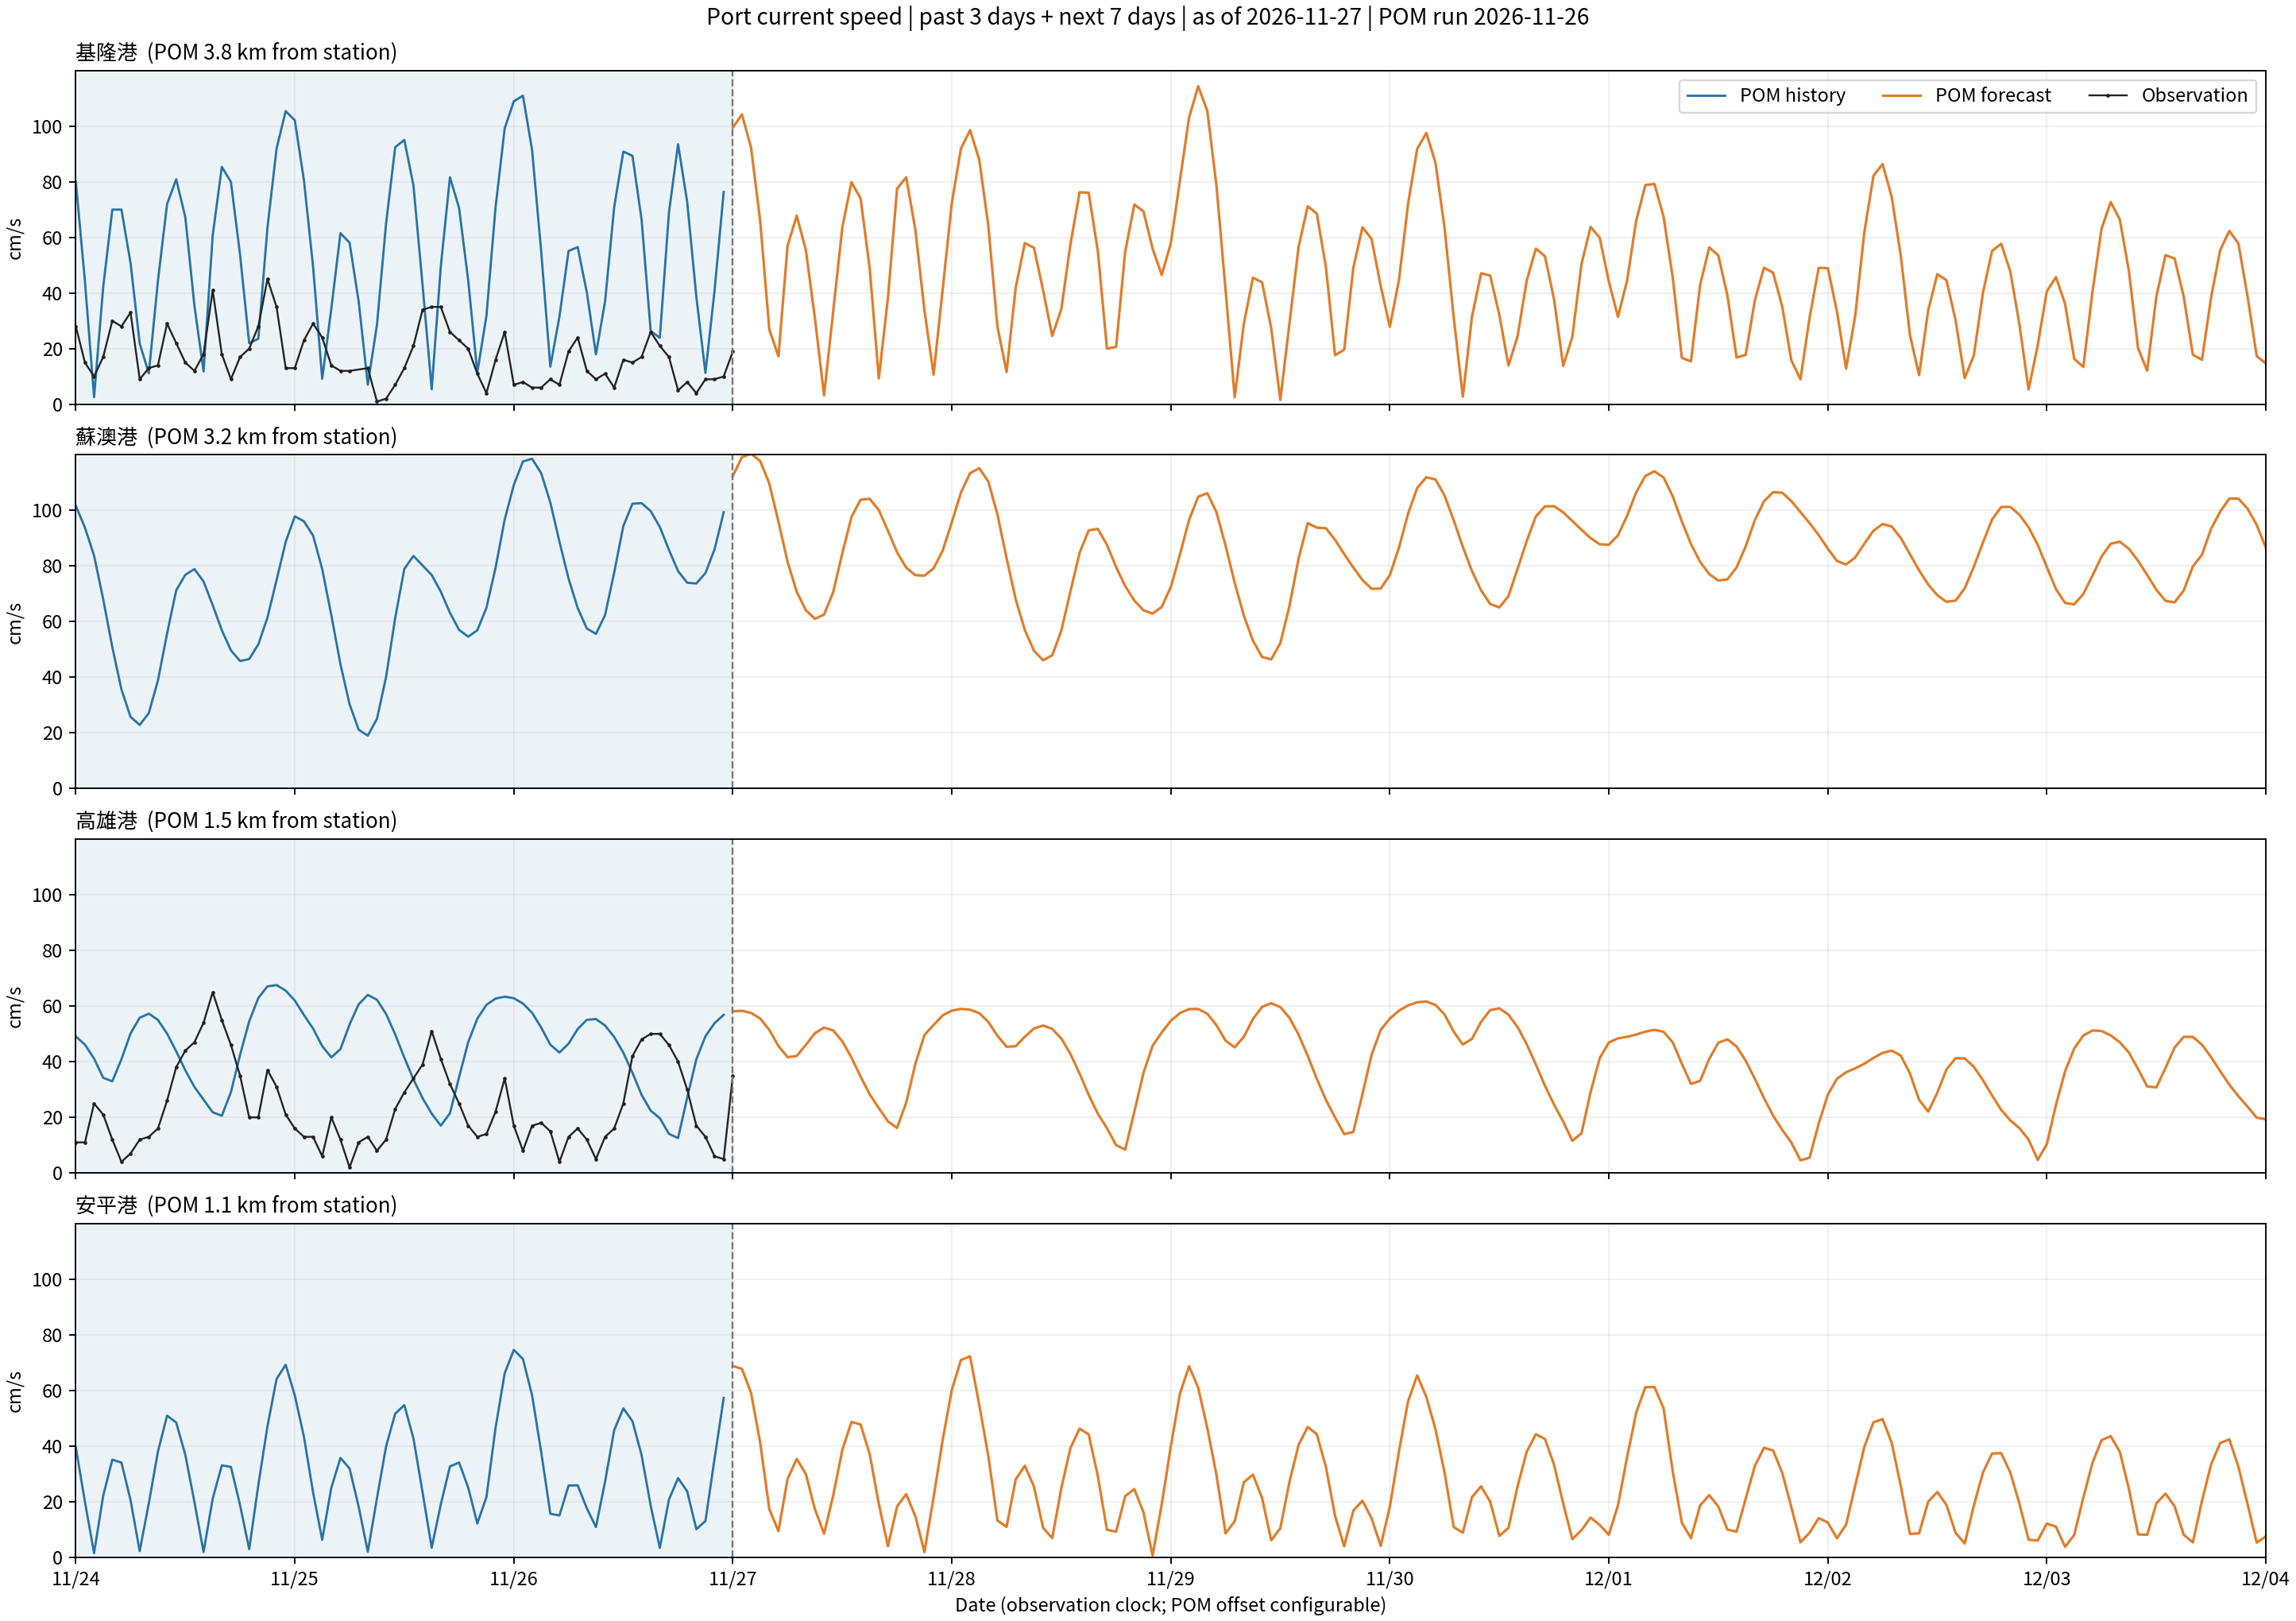 Port current speed | past 3 days + next 7 days | as of 2026-11-27 | POM run 2026-11-26
基隆港 (POM 3.8 km from station)
POM history
POM forecast
Observation
100
80
60
40
20
0
cm/s
蘇澳港 (POM 3.2 km from station)
100
80
60
40
20
0
cm/s
高雄港 (POM 1.5 km from station)
100
80
60
40
20
0
cm/s
安平港 (POM 1.1 km from station)
100
80
60
40
20
0
cm/s
11/24 11/25 11/26 11/27 11/28 11/29 11/30 12/01 12/02 12/03 12/04
Date (observation clock; POM offset configurable)